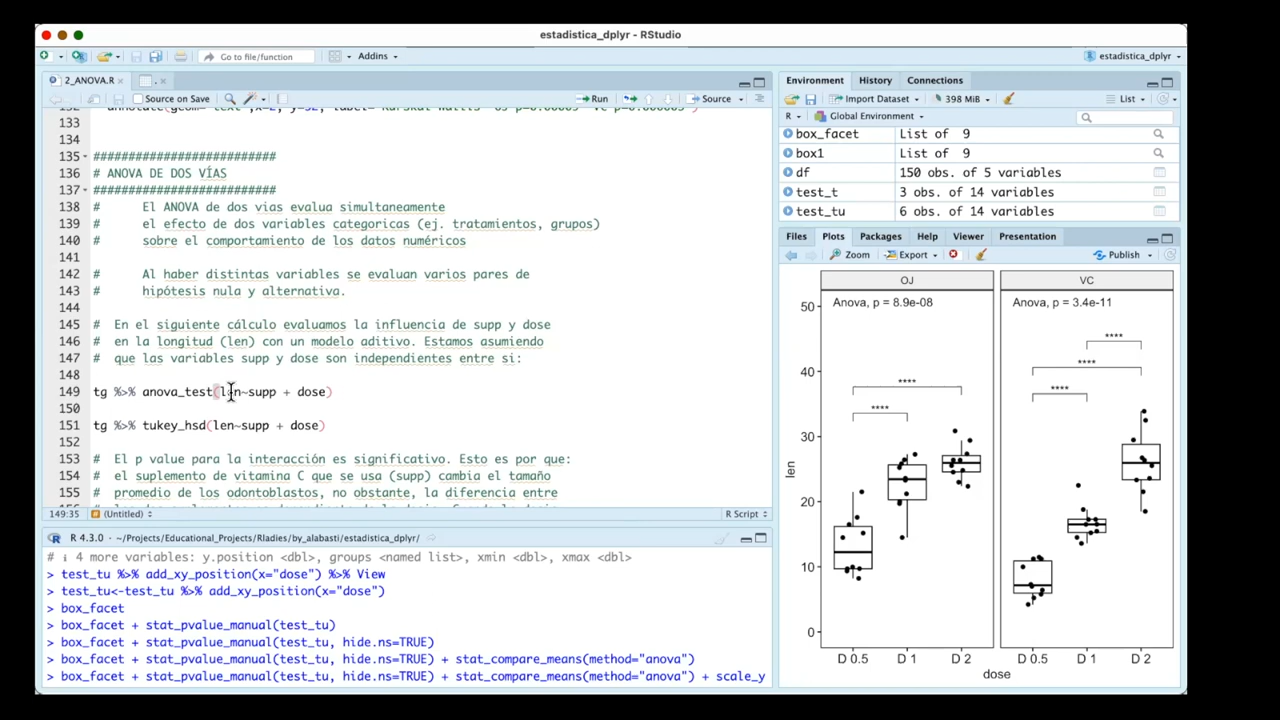 estadistica_dplyr - RStudio
Go to file/function
Addins
estadistica_dplyr
2_ANOVA.R
Source on Save
Run
Source
133
134
135 #########################
136 # ANOVA DE DOS VÍAS
137 #########################
138 # El ANOVA de dos vias evalua simultaneamente
139 # el efecto de dos variables categoricas (ej. tratamientos, grupos)
140 # sobre el comportamiento de los datos numéricos
141
142 # Al haber distintas variables se evaluan varios pares de
143 # hipótesis nula y alternativa.
144
145 # En el siguiente cálculo evaluamos la influencia de supp y dose
146 # en la longitud (len) con un modelo aditivo. Estamos asumiendo
147 # que las variables supp y dose son independientes entre si:
148
149 tg %>% anova_test(len~supp + dose)
150
151 tg %>% tukey_hsd(len~supp + dose)
152
153 # El p value para la interacción es significativo. Esto es por que:
154 # el suplemento de vitamina C que se usa (supp) cambia el tamaño
155 # promedio de los odontoblastos, no obstante, la diferencia entre
149:35 (Untitled) R Script
R 4.3.0 · ~/Projects/Educational_Projects/Rladies/by_alabasti/estadistica_dplyr/
# ℹ 4 more variables: y.position <dbl>, groups <named list>, xmin <dbl>, xmax <dbl>
> test_tu %>% add_xy_position(x="dose") %>% View
> test_tu<-test_tu %>% add_xy_position(x="dose")
> box_facet
> box_facet + stat_pvalue_manual(test_tu)
> box_facet + stat_pvalue_manual(test_tu, hide.ns=TRUE)
> box_facet + stat_pvalue_manual(test_tu, hide.ns=TRUE) + stat_compare_means(method="anova")
> box_facet + stat_pvalue_manual(test_tu, hide.ns=TRUE) + stat_compare_means(method="anova") + scale_y
Environment History Connections
Import Dataset 398 MiB List
R Global Environment
box_facet List of 9
box1 List of 9
df 150 obs. of 5 variables
test_t 3 obs. of 14 variables
test_tu 6 obs. of 14 variables
Files Plots Packages Help Viewer Presentation
Zoom Export Publish
OJ VC
Anova, p = 8.9e-08 Anova, p = 3.4e-11
50
****
****
40
****
****
****
30
len
20
10
0
D 0.5 D 1 D 2 D 0.5 D 1 D 2
dose